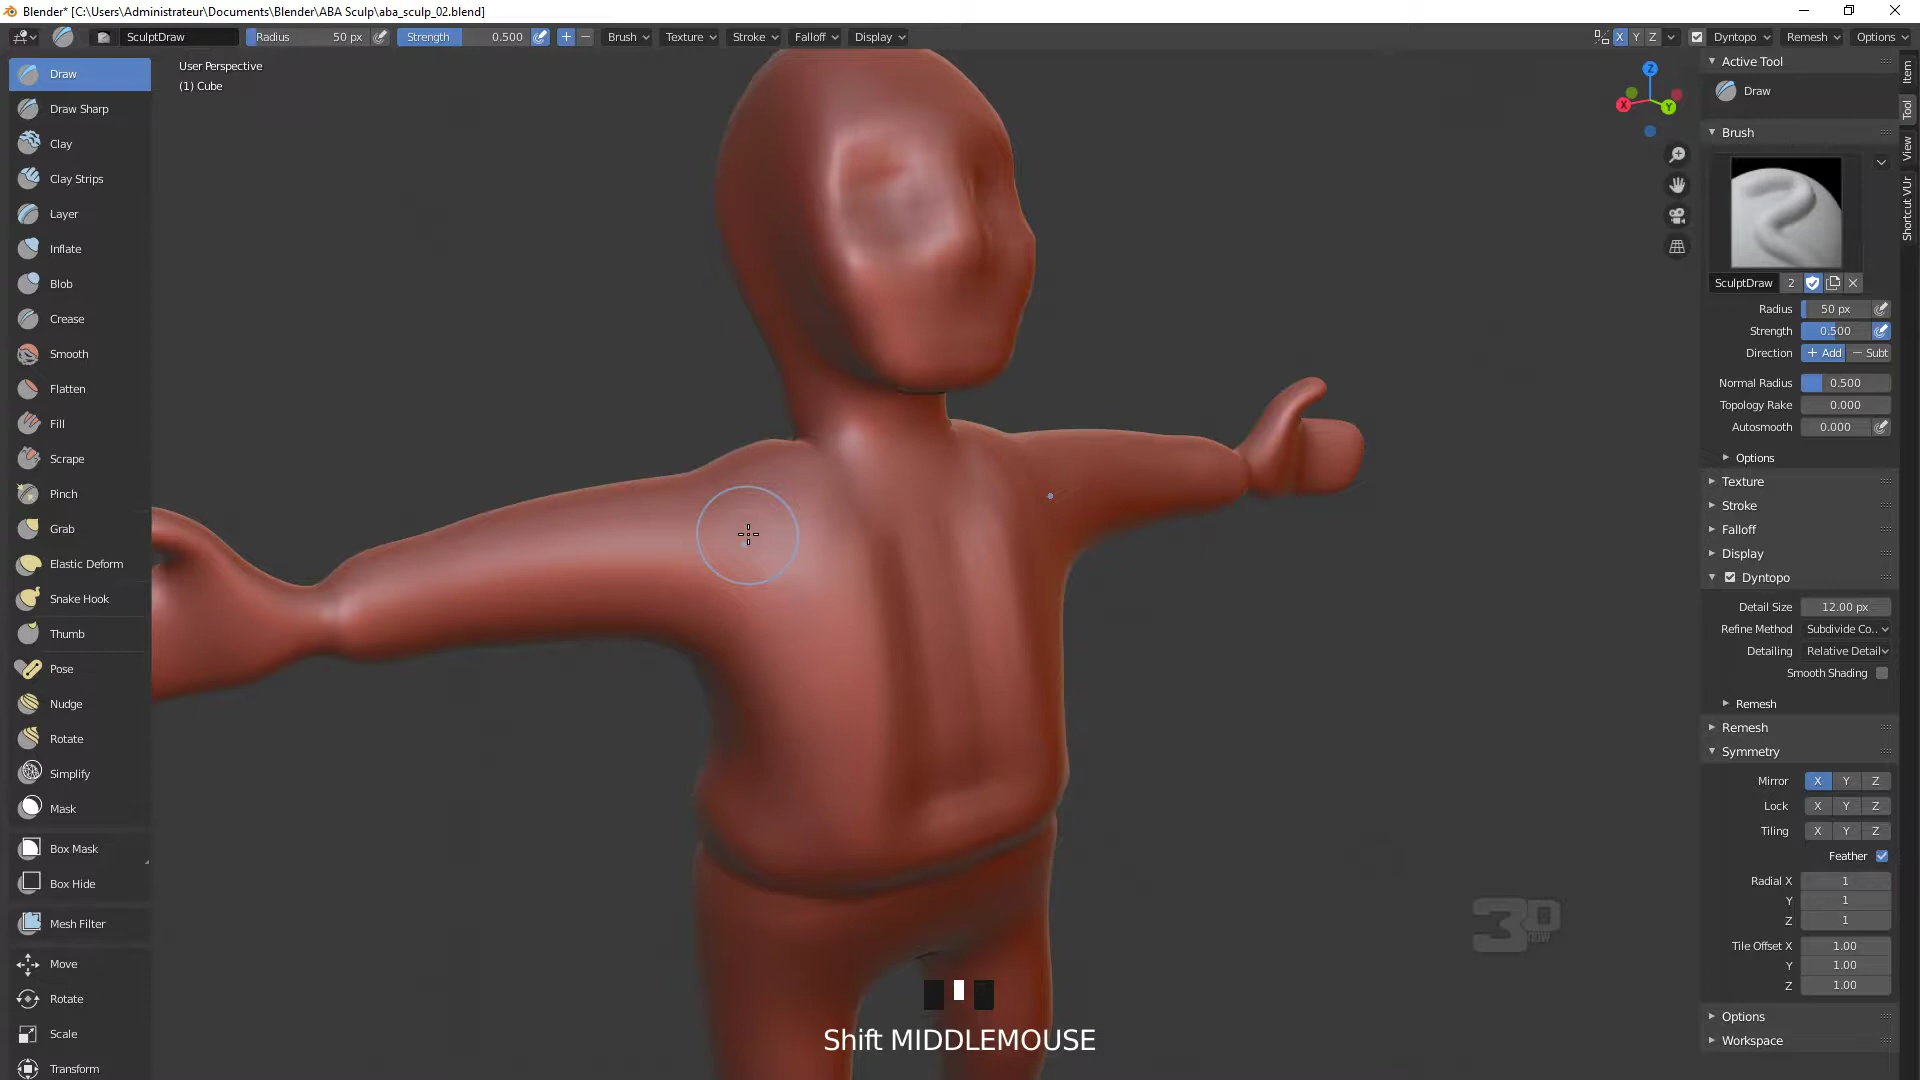 Blender* [C:\Users\Administrateur\Documents\Blender\ABA Sculp\aba_sculp_02.blend]
SculptDraw Radius 50 px Strength 0.500 Brush Texture Stroke Falloff Display X Y Z Dyntopo Remesh Options
User Perspective
(1) Cube
Draw
Draw Sharp
Clay
Clay Strips
Layer
Inflate
Blob
Crease
Smooth
Flatten
Fill
Scrape
Pinch
Grab
Elastic Deform
Snake Hook
Thumb
Pose
Nudge
Rotate
Simplify
Mask
Box Mask
Box Hide
Mesh Filter
Move
Rotate
Scale
Transform
Z
X
Y
Active Tool
Draw
Brush
SculptDraw 2
Radius 50 px
Strength 0.500
Direction + Add − Subt
Normal Radius 0.500
Topology Rake 0.000
Autosmooth 0.000
Options
Texture
Stroke
Falloff
Display
Dyntopo
Detail Size 12.00 px
Refine Method Subdivide Co..
Detailing Relative Detail
Smooth Shading
Remesh
Remesh
Symmetry
Mirror X Y Z
Lock X Y Z
Tiling X Y Z
Feather
Radial X 1
Y 1
Z 1
Tile Offset X 1.00
Y 1.00
Z 1.00
Options
Workspace
Item
Tool
View
Shortcut VUr
3D
Shift MIDDLEMOUSE